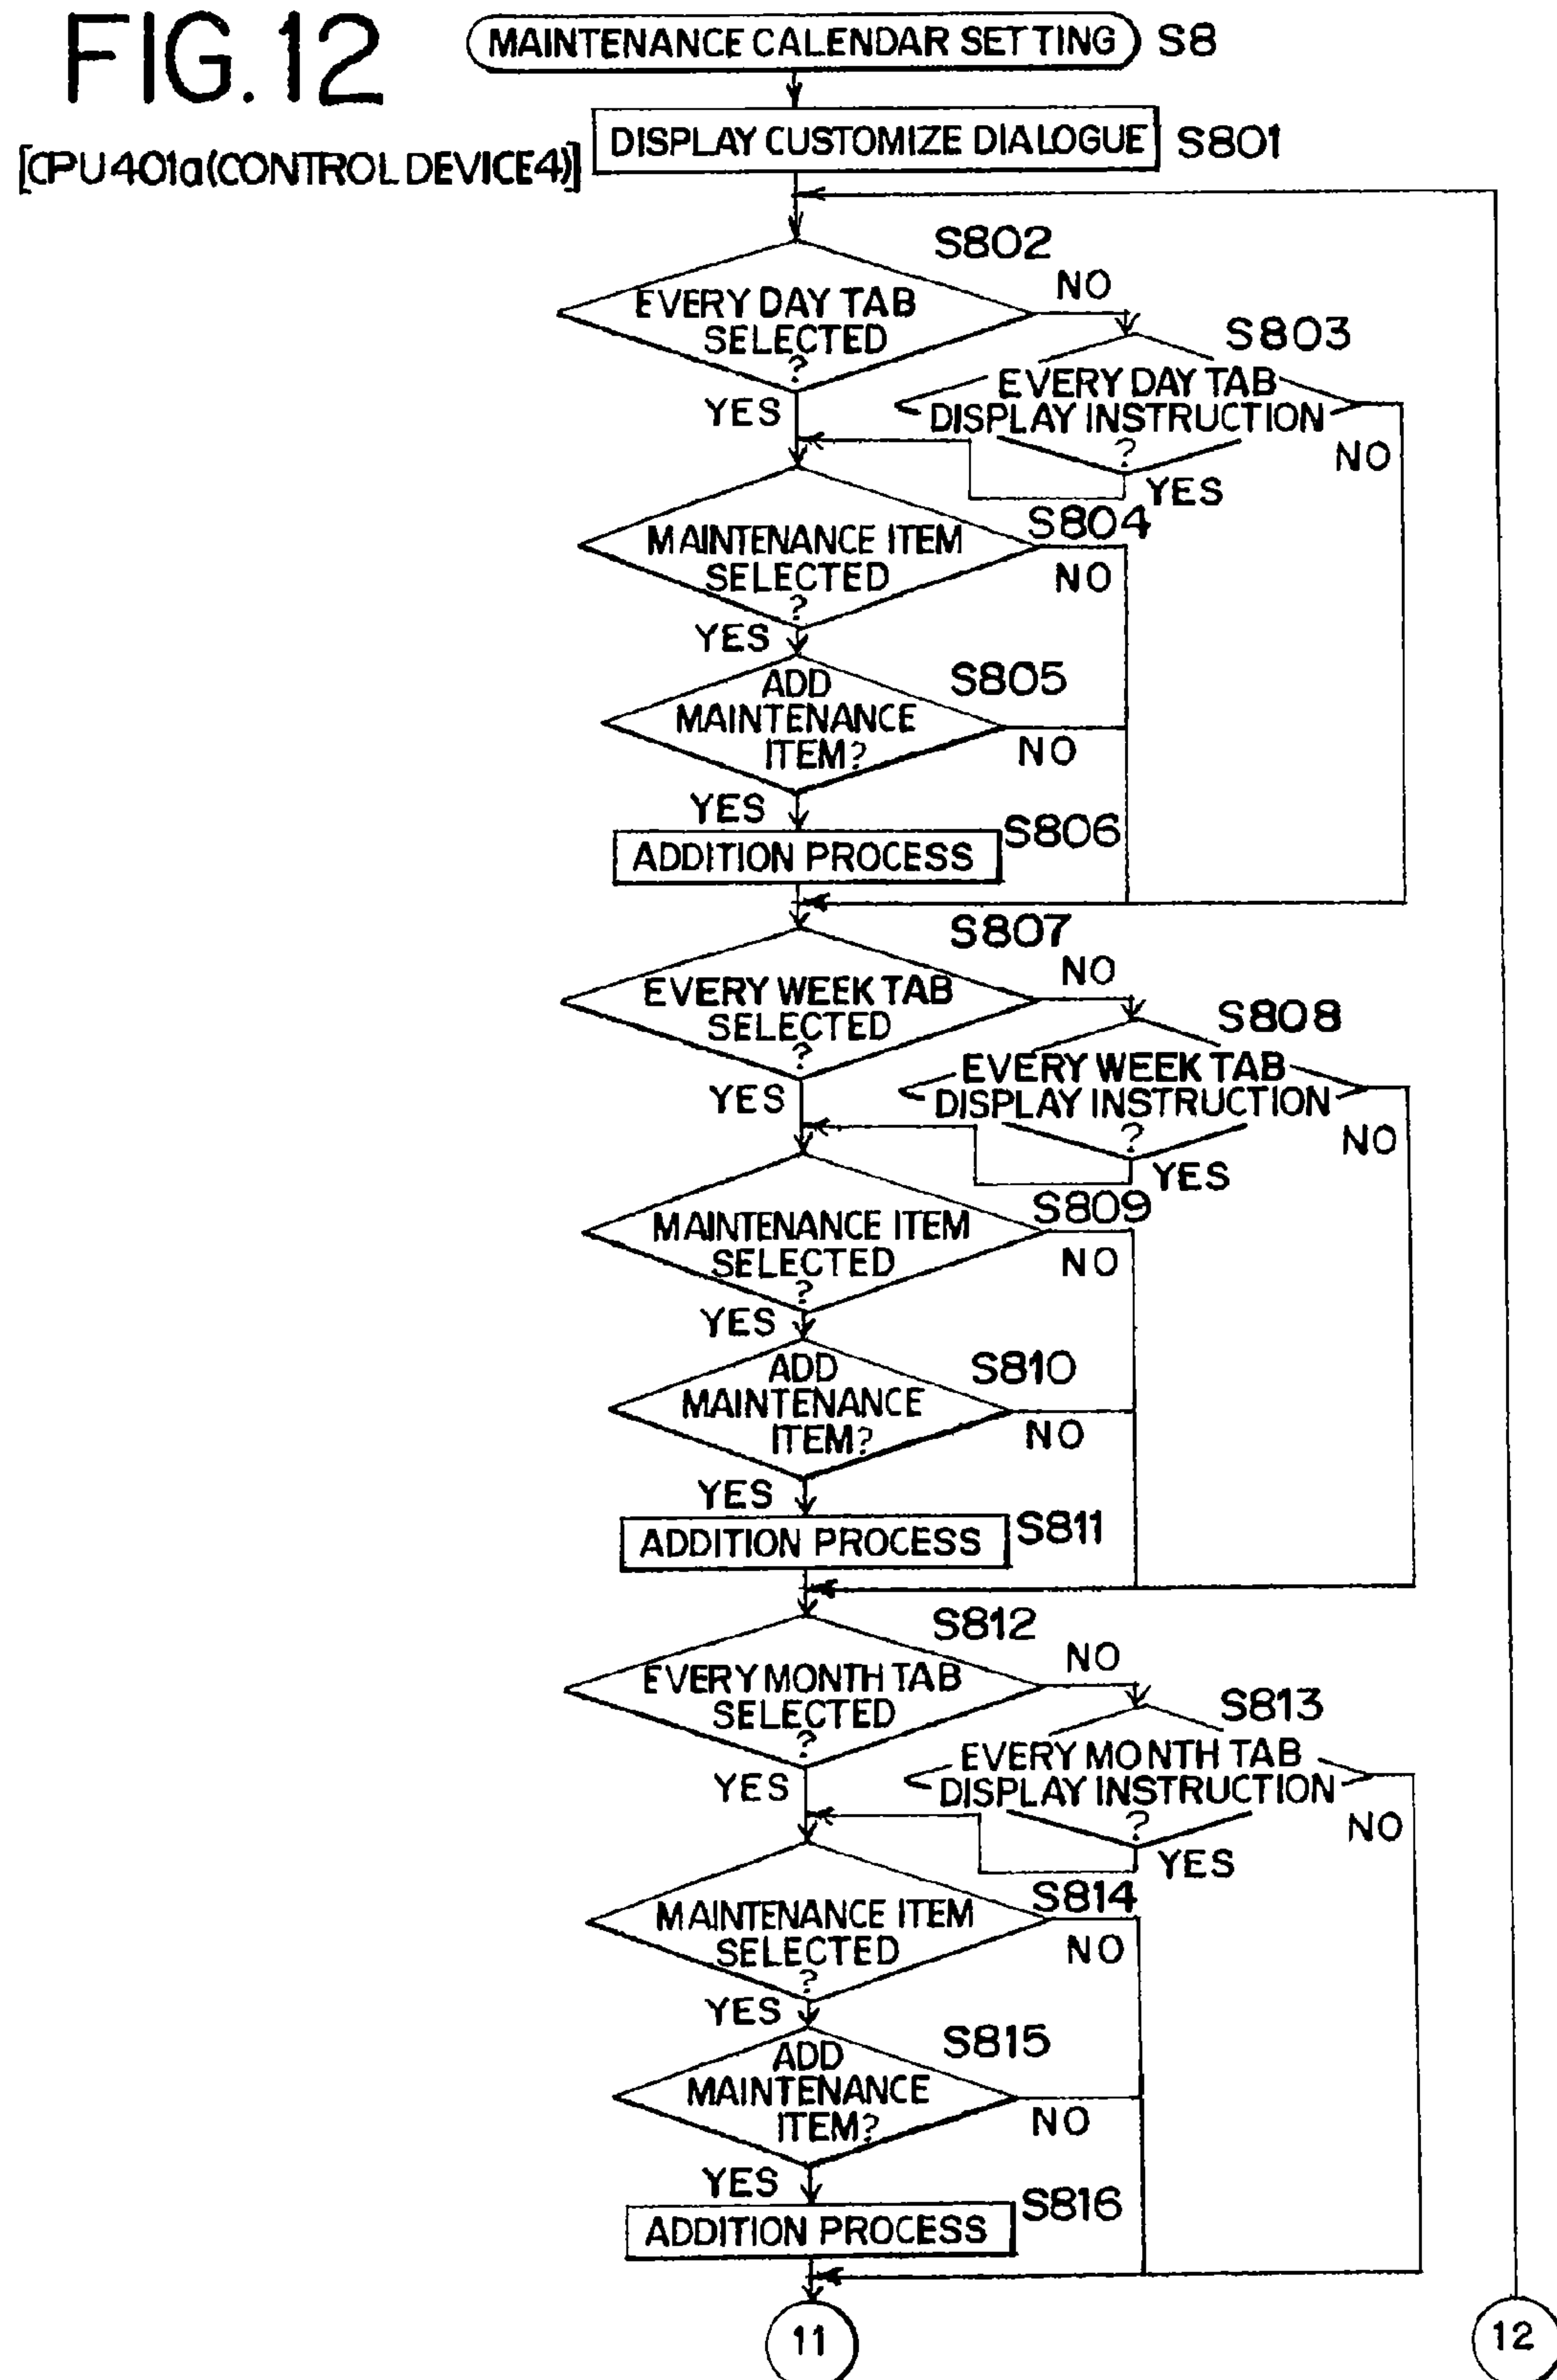 FIG.12
MAINTENANCE CALENDAR SETTING
S8
[CPU401a(CONTROL DEVICE4)]
DISPLAY CUSTOMIZE DIALOGUE
S801
S802
EVERY DAY TAB
SELECTED
?
NO
YES
S803
EVERY DAY TAB
DISPLAY INSTRUCTION
?
NO
YES
S804
MAINTENANCE ITEM
SELECTED
?
NO
YES
S805
ADD
MAINTENANCE
ITEM?
NO
YES
S806
ADDITION PROCESS
S807
EVERY WEEK TAB
SELECTED
?
NO
YES
S808
EVERY WEEK TAB
DISPLAY INSTRUCTION
?
NO
YES
S809
MAINTENANCE ITEM
SELECTED
?
NO
YES
S810
ADD
MAINTENANCE
ITEM?
NO
YES
S811
ADDITION PROCESS
S812
EVERY MONTH TAB
SELECTED
?
NO
YES
S813
EVERY MONTH TAB
DISPLAY INSTRUCTION
?
NO
YES
S814
MAINTENANCE ITEM
SELECTED
?
NO
YES
S815
ADD
MAINTENANCE
ITEM?
NO
YES
S816
ADDITION PROCESS
11
12